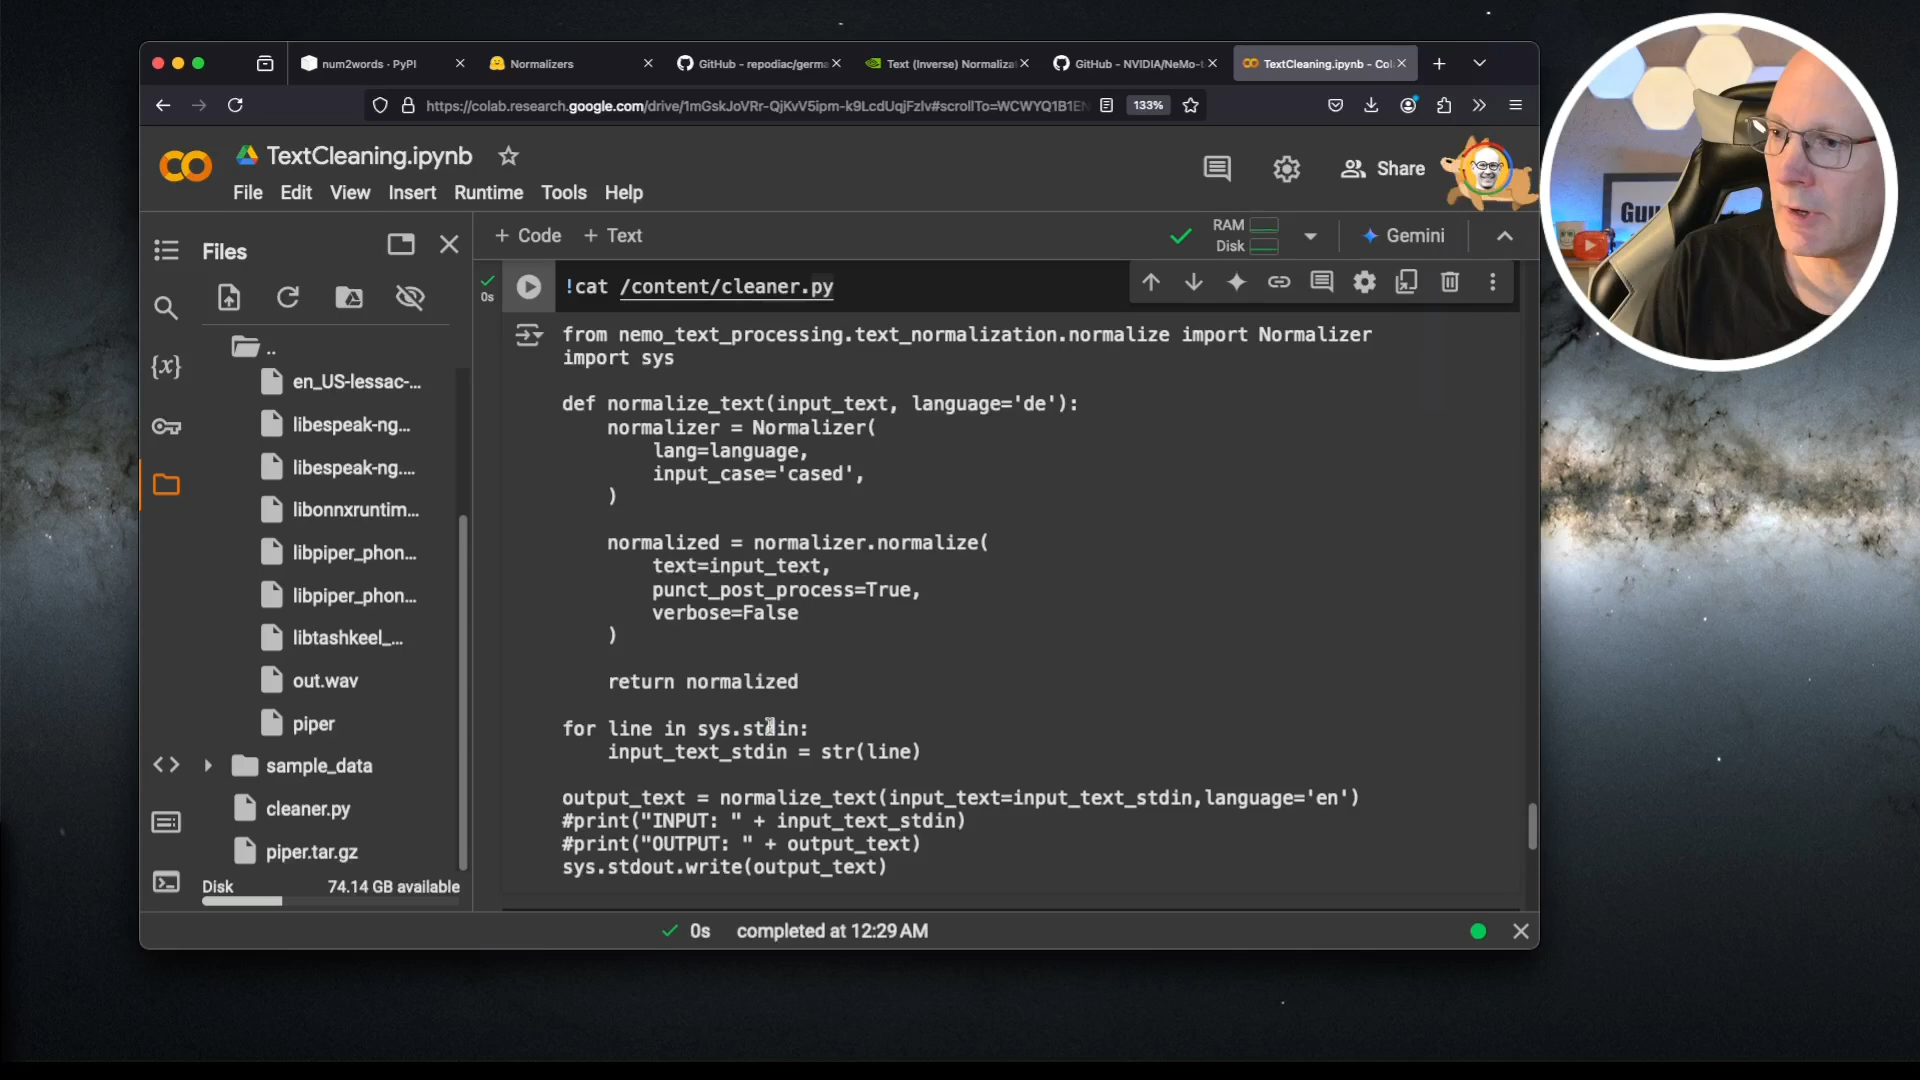 num2words · PyPI
Normalizers
GitHub - repodiac/germa
Text (Inverse) Normaliza
GitHub - NVIDIA/NeMo-
TextCleaning.ipynb - Col
https://colab.research.google.com/drive/1mGskJoVRr-QjKvV5ipm-k9LcdUqjFzlv#scrollTo=WCWYQ1B1EN
133%
TextCleaning.ipynb
Share
File Edit View Insert Runtime Tools Help
Files
+ Code + Text
RAM
Disk
Gemini
0s
!cat /content/cleaner.py
..
en_US-lessac-...
libespeak-ng...
libespeak-ng....
libonnxruntim...
libpiper_phon...
libpiper_phon...
libtashkeel_...
out.wav
piper
sample_data
cleaner.py
piper.tar.gz
Disk 74.14 GB available
from nemo_text_processing.text_normalization.normalize import Normalizer
import sys
def normalize_text(input_text, language='de'):
normalizer = Normalizer(
lang=language,
input_case='cased',
)
normalized = normalizer.normalize(
text=input_text,
punct_post_process=True,
verbose=False
)
return normalized
for line in sys.stdin:
input_text_stdin = str(line)
output_text = normalize_text(input_text=input_text_stdin,language='en')
#print("INPUT: " + input_text_stdin)
#print("OUTPUT: " + output_text)
sys.stdout.write(output_text)
0s completed at 12:29 AM